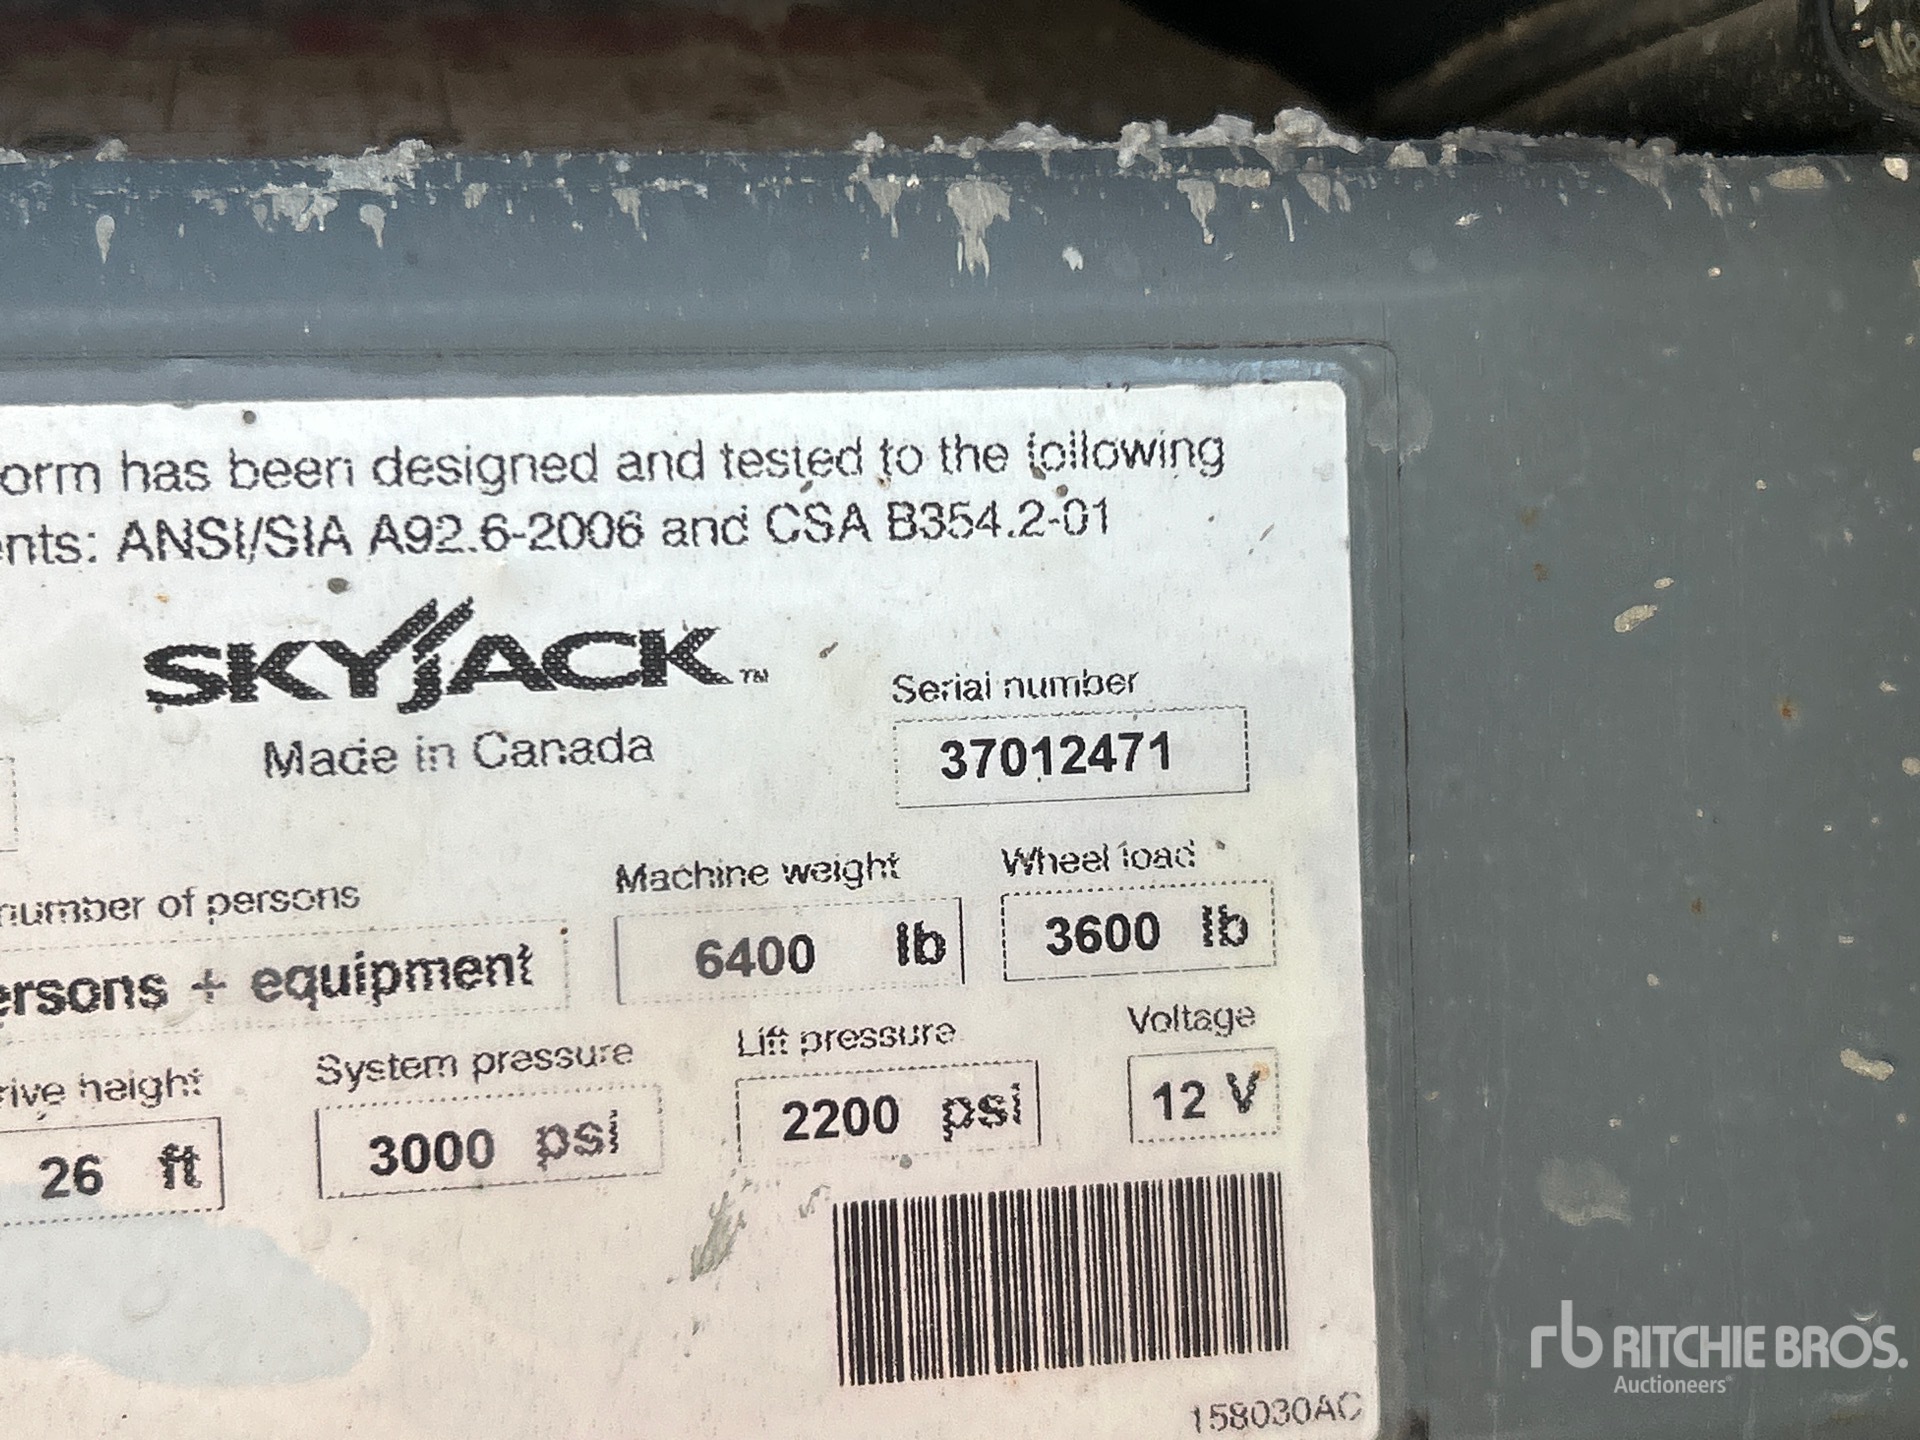 orm has been designed and tested to the following
nts: ANSI/SIA A92.6-2006 and CSA B354.2-01
SKYJACK™
Made in Canada
Serial number
37012471
number of persons
Machine weight
Wheel load
ersons + equipment
6400 lb
3600 lb
rive height
System pressure
Lift pressure
Voltage
26 ft
3000 psi
2200 psi
12 V
158030AC
rb RITCHIE BROS.
Auctioneers